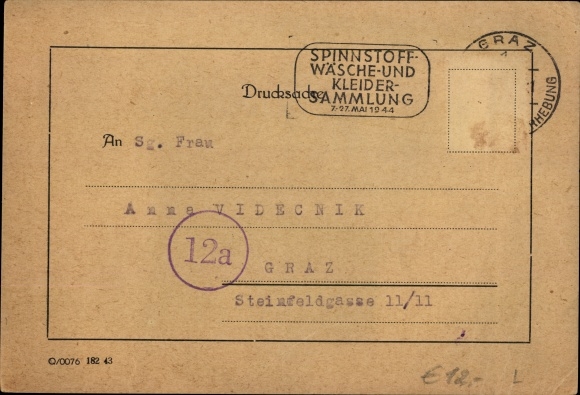 GRAZ
SPINNSTOFF-
WÄSCHE-UND
KLEIDER-
SAMMLUNG
7.-27. MAI 1944
Drucksache
An Sg. Frau
Anna VIDECNIK
12a
GRAZ
Steinfeldgasse 11/11
Q/0076 182 43
€12,- L